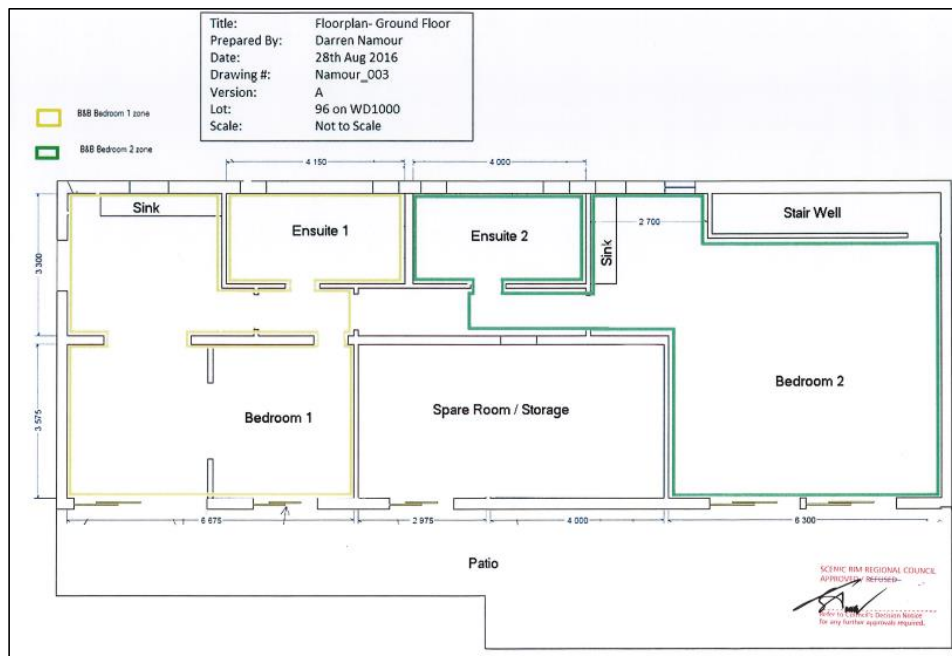 Title: Floorplan- Ground Floor
Prepared By: Darren Namour
Date: 28th Aug 2016
Drawing #: Namour_003
Version: A
Lot: 96 on WD1000
Scale: Not to Scale
B&B Bedroom 1 zone
B&B Bedroom 2 zone
4 150
4 000
Sink
Ensuite 1
Ensuite 2
Sink
2 700
Stair Well
3 300
3 575
Bedroom 1
Spare Room / Storage
Bedroom 2
6 675
2 975
4 000
6 300
Patio
SCENIC RIM REGIONAL COUNCIL
APPROVED / REFUSED
Refer to Council's Decision Notice
for any further approvals required.